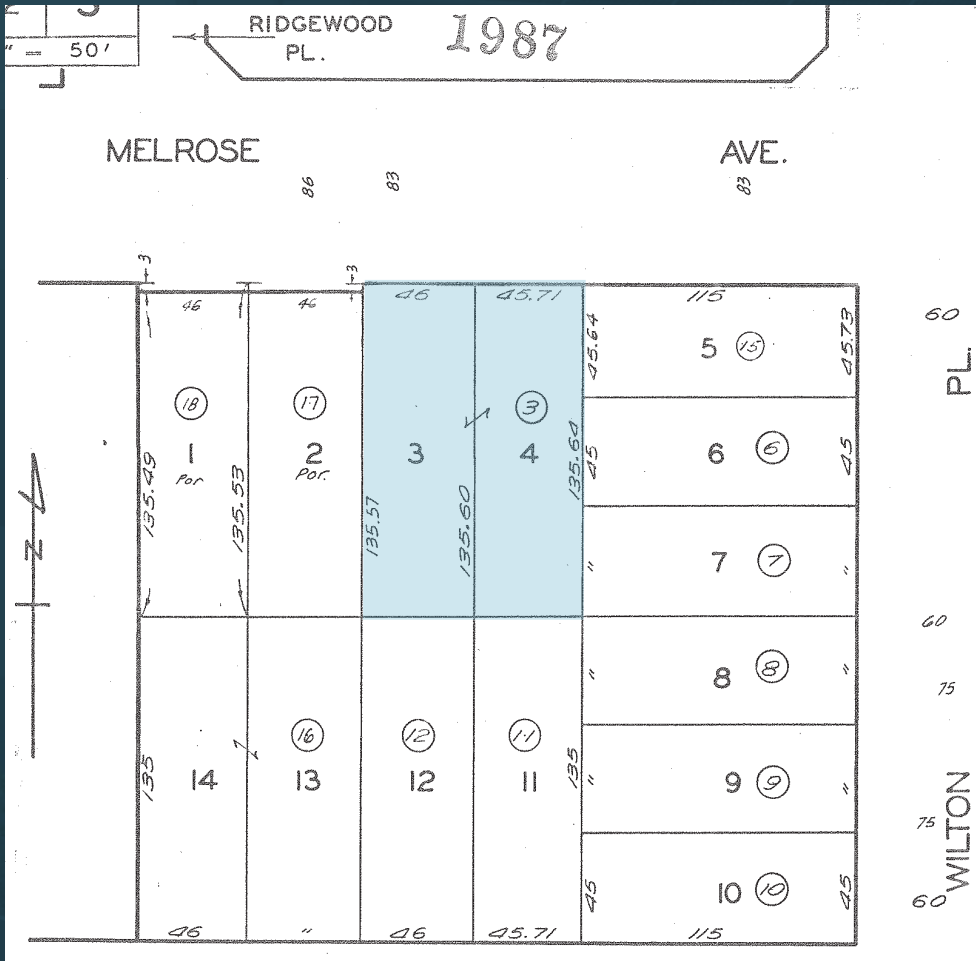 RIDGEWOOD
PL.
1987
" = 50'
MELROSE AVE.
86 83 83
3 3
46 46 46 45.71 115
60
PL.
45.64 45.73
5 15
18 17 3
1 2 3 4
Por Por.
135.49 135.53 135.57 135.60 135.64
6 6
45 45
N
7 7
" "
60
8 8
" "
75
16 12 11
14 13 12 11
135 135
9 9
" "
75
WILTON
10 10
45 45
60
46 " 46 45.71 115